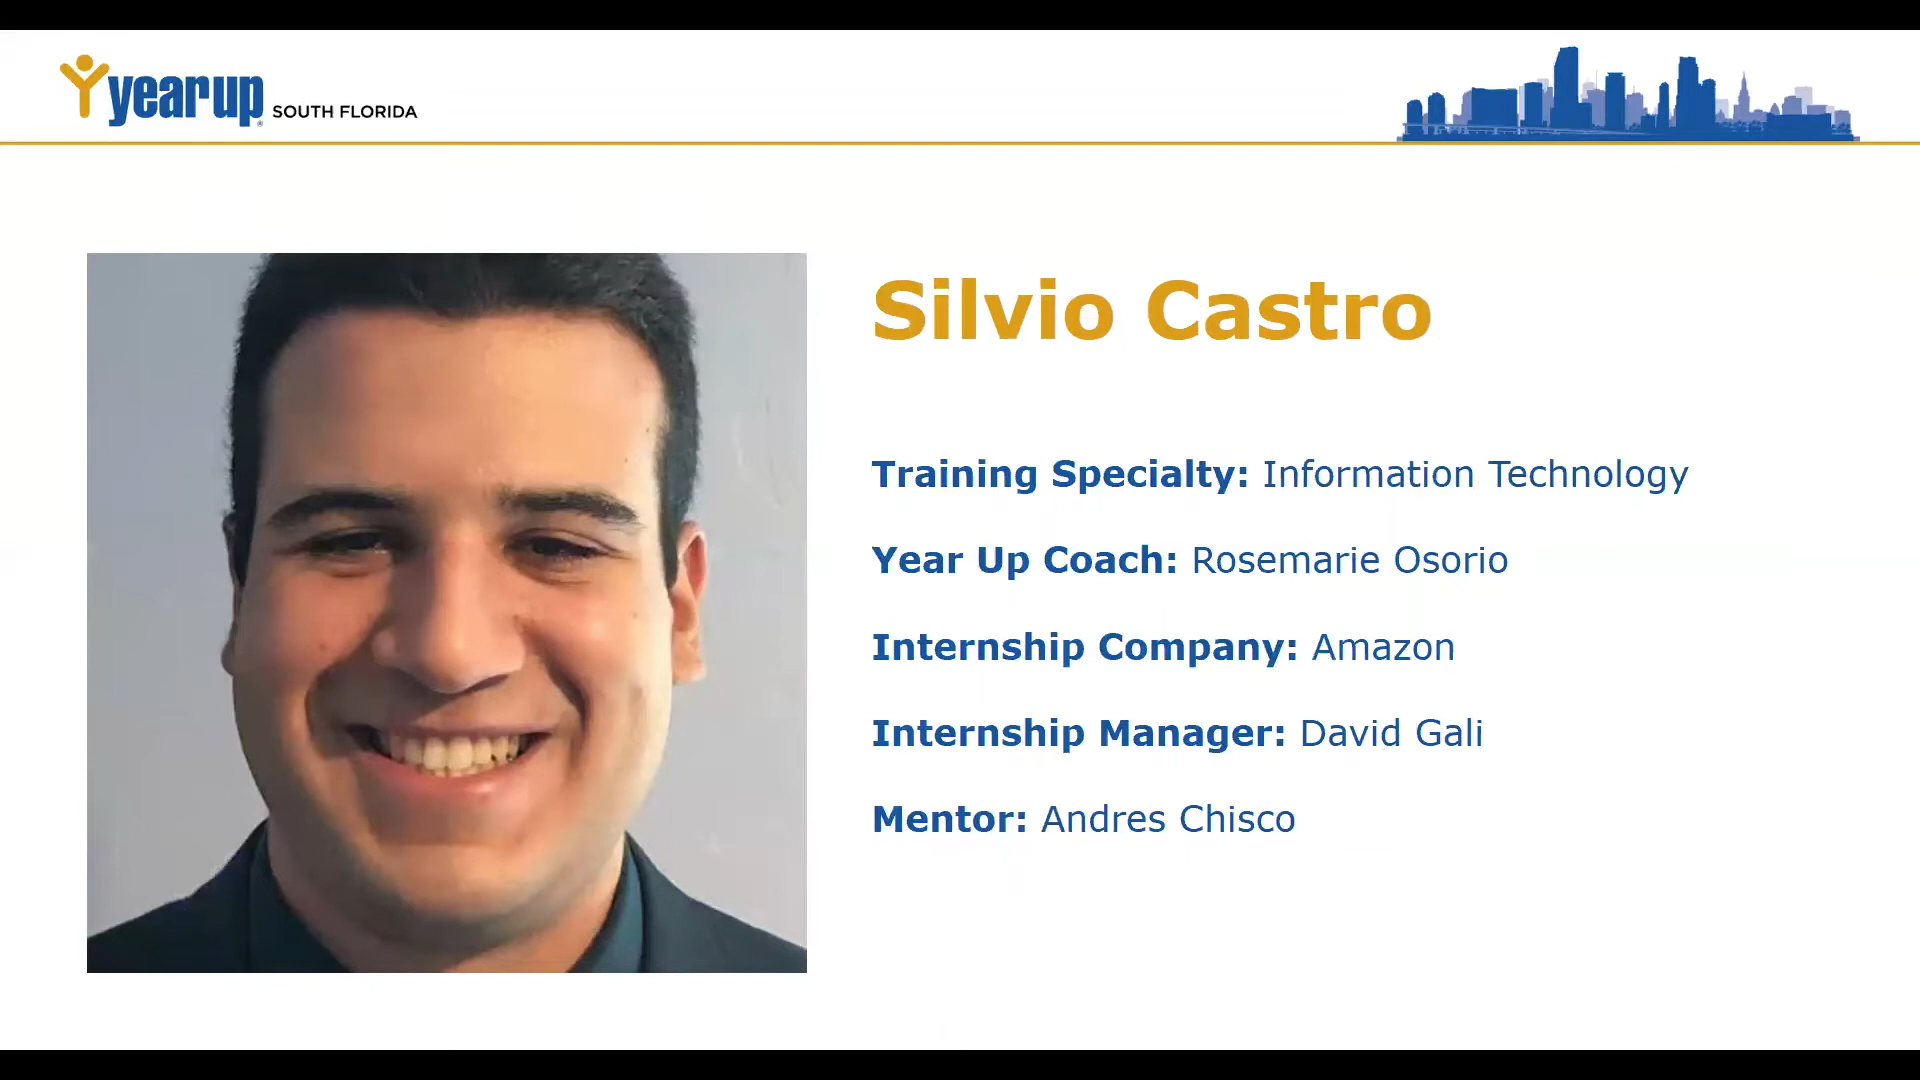 yearup SOUTH FLORIDA
Silvio Castro
Training Specialty: Information Technology
Year Up Coach: Rosemarie Osorio
Internship Company: Amazon
Internship Manager: David Gali
Mentor: Andres Chisco